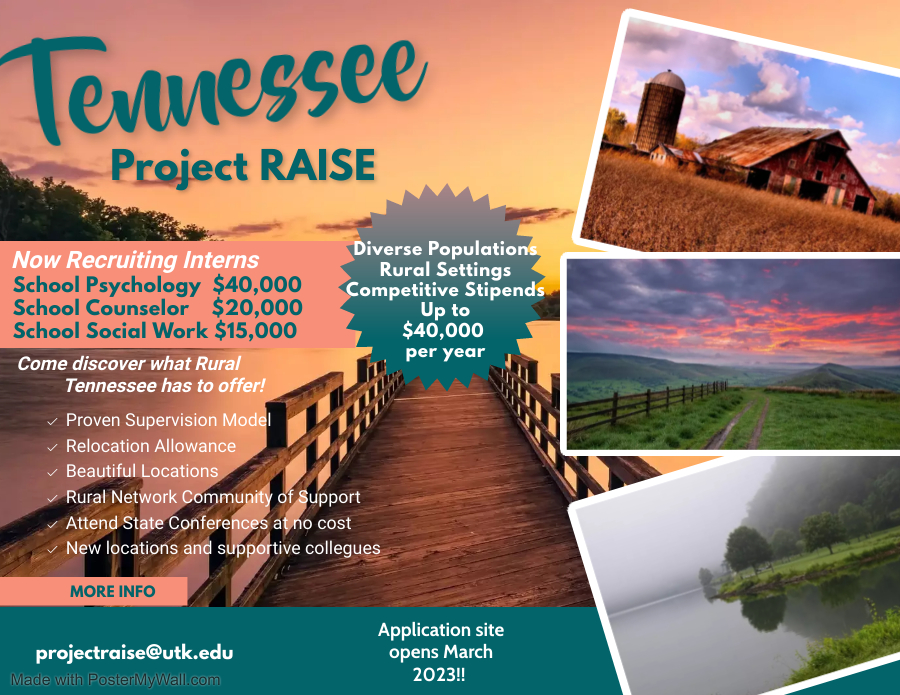 Tennessee
Project RAISE
Now Recruiting Interns
School Psychology $40,000
School Counselor $20,000
School Social Work $15,000
Diverse Populations
Rural Settings
Competitive Stipends
Up to
$40,000
per year
Come discover what Rural
Tennessee has to offer!
✓ Proven Supervision Model
✓ Relocation Allowance
✓ Beautiful Locations
✓ Rural Network Community of Support
✓ Attend State Conferences at no cost
✓ New locations and supportive collegues
MORE INFO
projectraise@utk.edu
Application site
opens March
2023!!
Made with PosterMyWall.com